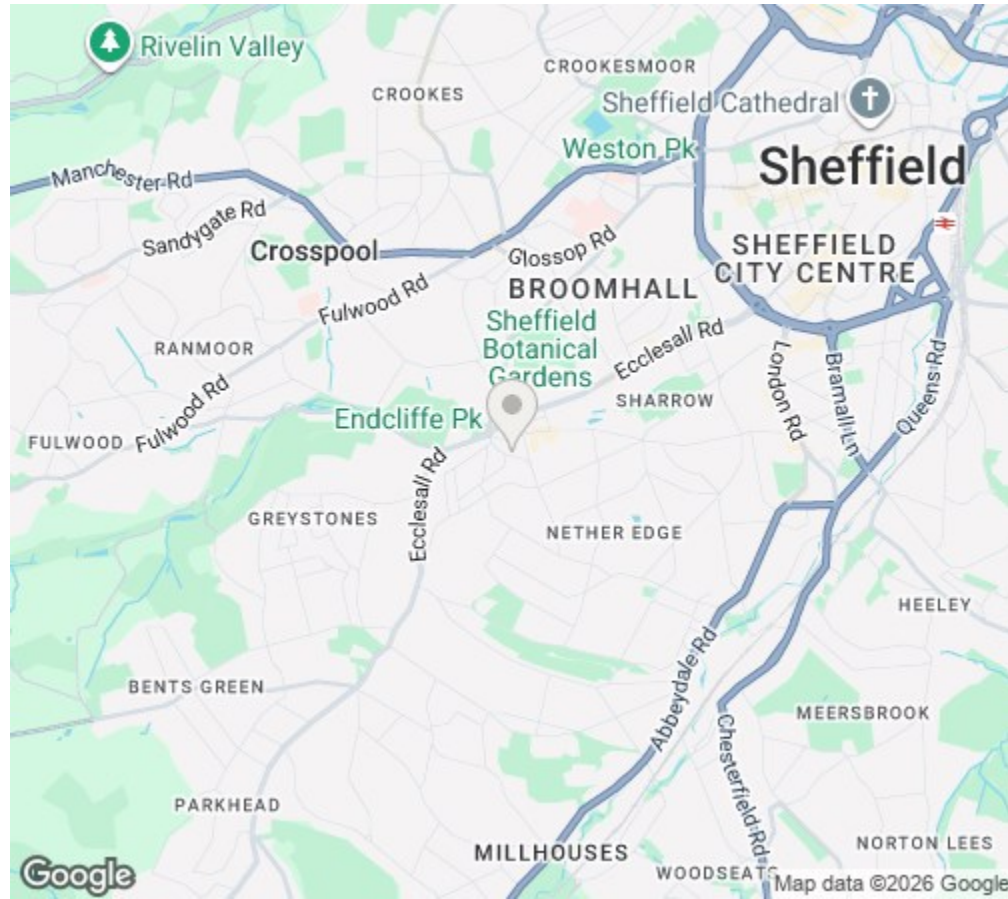 Rivelin Valley
CROOKES
CROOKESMOOR
Sheffield Cathedral
Weston Pk
Sheffield
Manchester Rd
Sandygate Rd
Crosspool
Glossop Rd
SHEFFIELD
CITY CENTRE
BROOMHALL
Fulwood Rd
Sheffield
Botanical
Gardens
Ecclesall Rd
RANMOOR
London Rd
Bramall Ln
Queens Rd
Fulwood Rd
SHARROW
Endcliffe Pk
FULWOOD
Ecclesall Rd
GREYSTONES
NETHER EDGE
HEELEY
Abbeydale Rd
BENTS GREEN
MEERSBROOK
Chesterfield Rd
PARKHEAD
NORTON LEES
MILLHOUSES
WOODSEATS
Google
Map data ©2026 Google